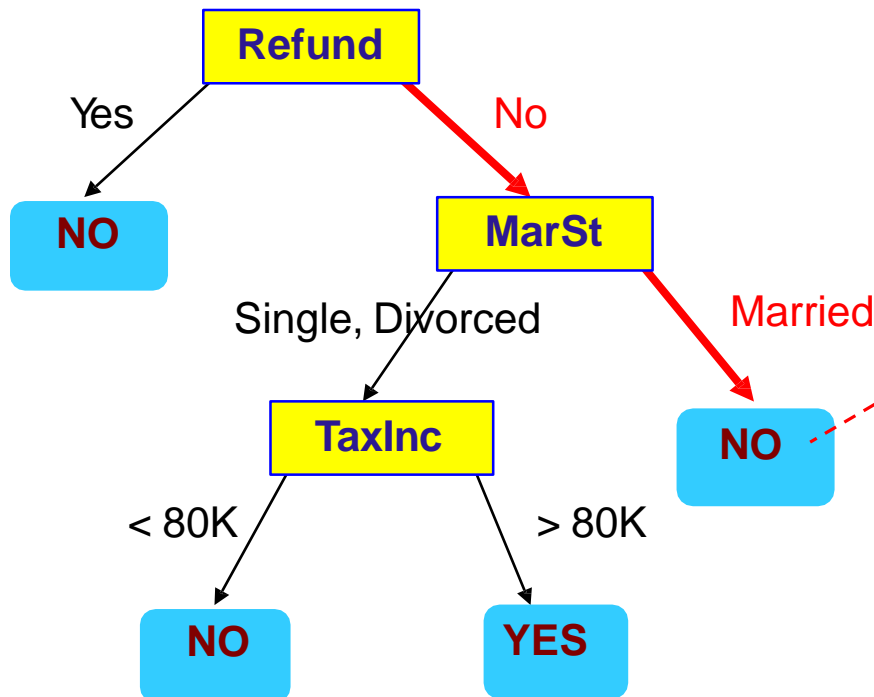 Refund
Yes
No
NO
MarSt
Single, Divorced
Married
TaxInc
NO
< 80K
> 80K
NO
YES